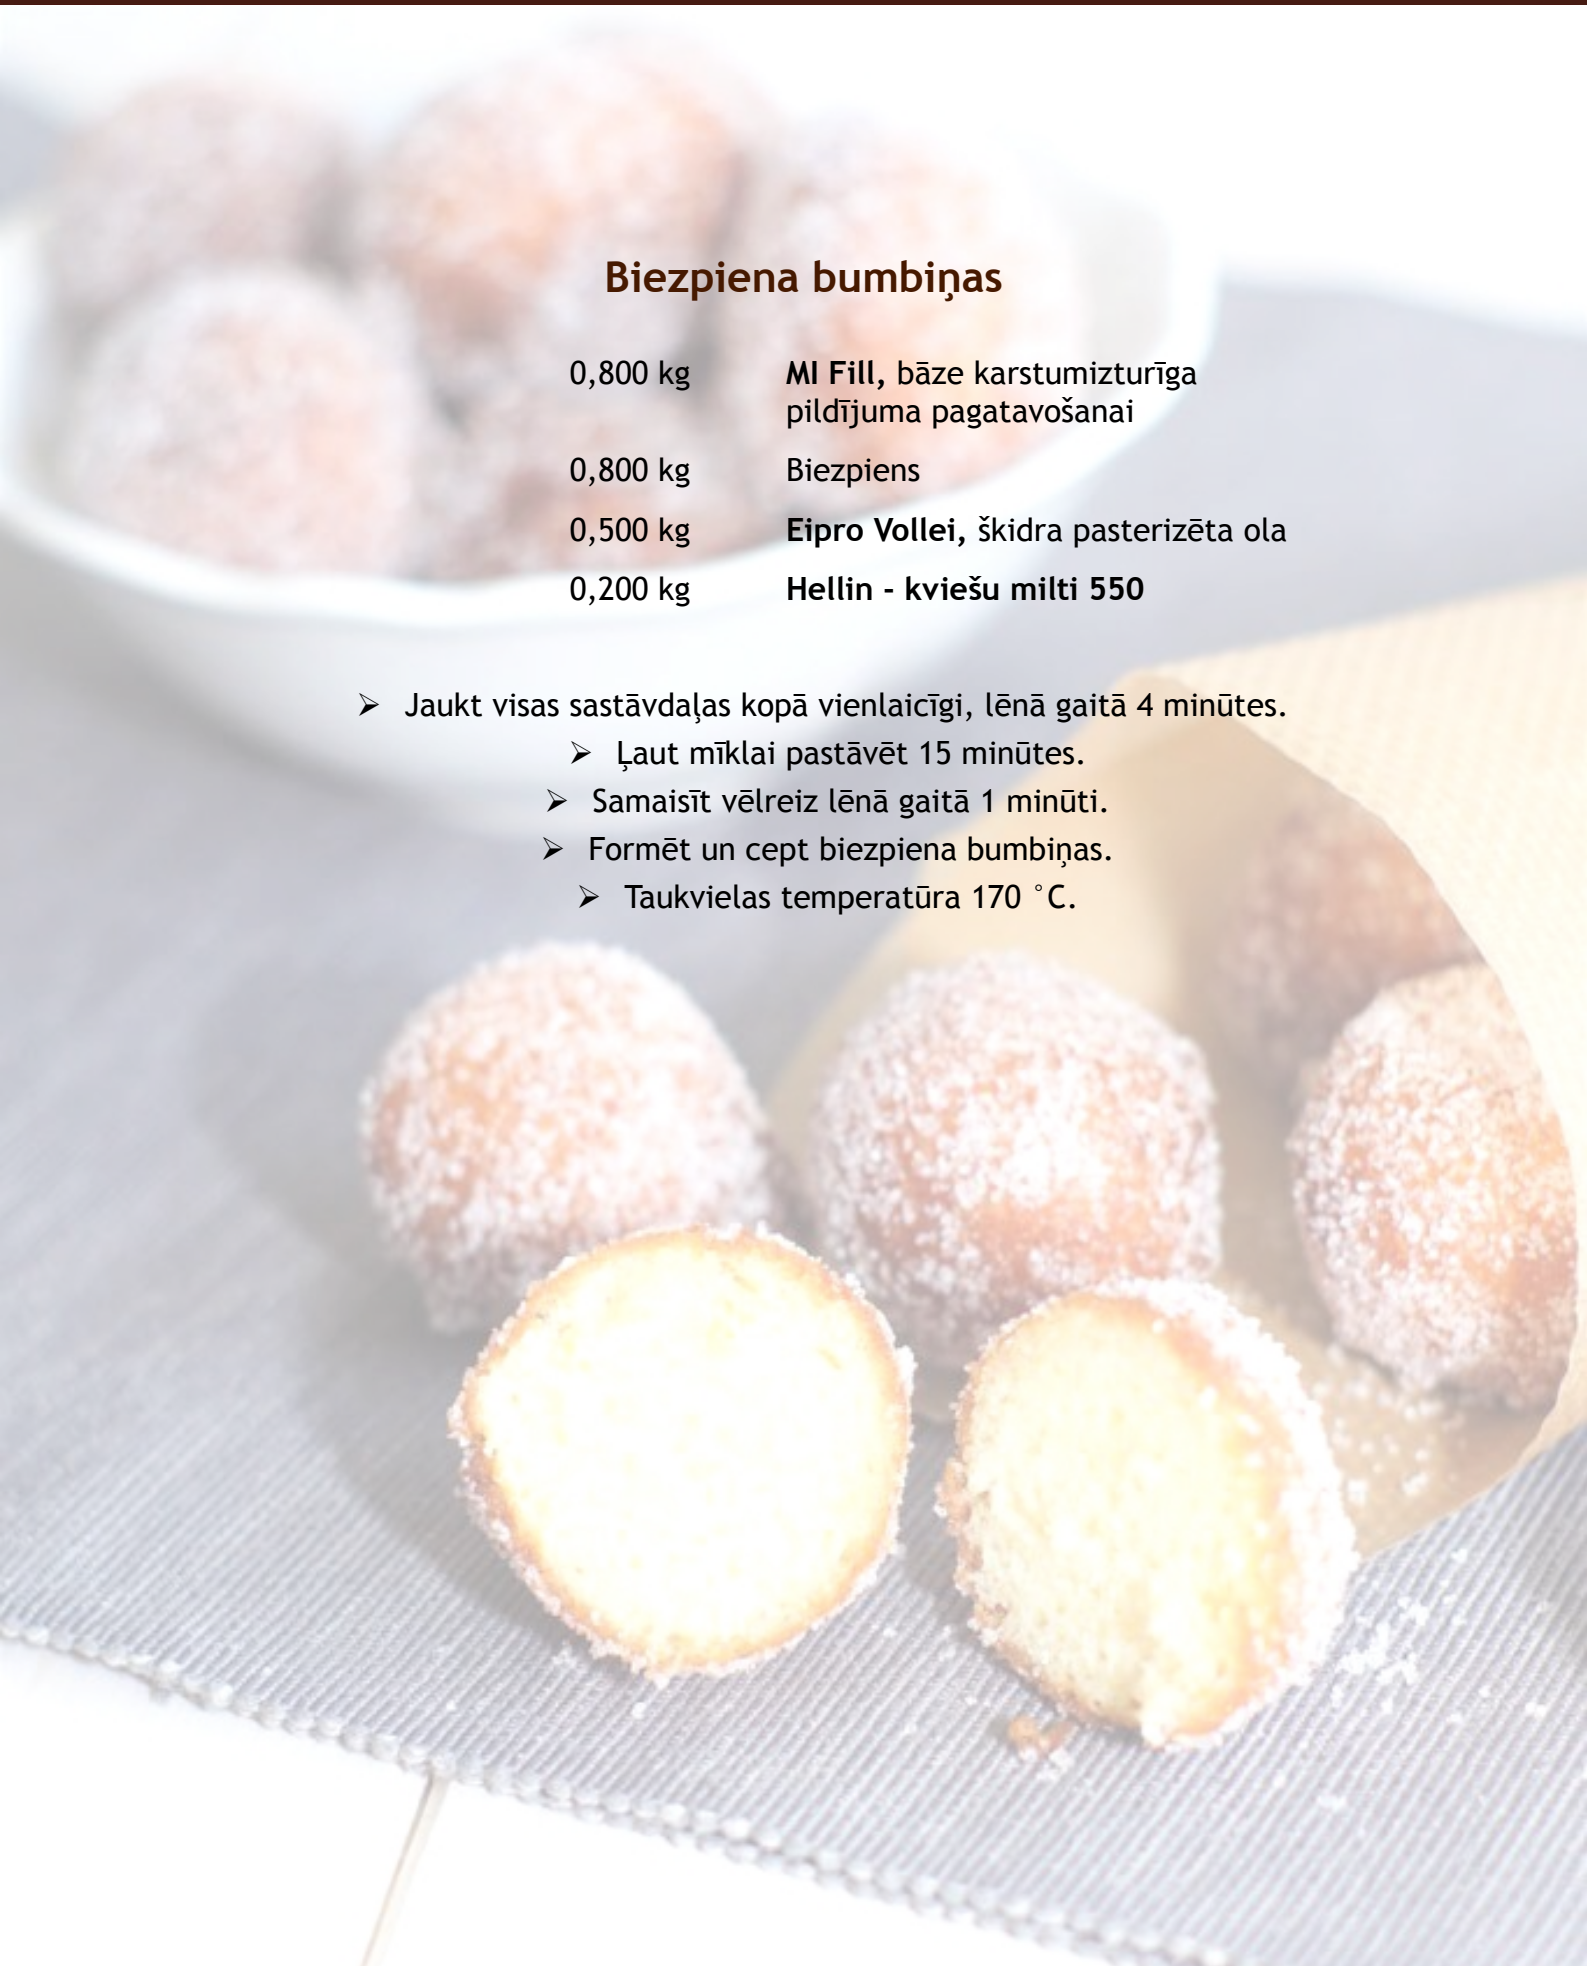 Biezpiena bumbiņas
0,800 kg MI Fill, bāze karstumizturīga
pildījuma pagatavošanai
0,800 kg Biezpiens
0,500 kg Eipro Vollei, šķidra pasterizēta ola
0,200 kg Hellin - kviešu milti 550
➢ Jaukt visas sastāvdaļas kopā vienlaicīgi, lēnā gaitā 4 minūtes.
➢ Ļaut mīklai pastāvēt 15 minūtes.
➢ Samaisīt vēlreiz lēnā gaitā 1 minūti.
➢ Formēt un cept biezpiena bumbiņas.
➢ Taukvielas temperatūra 170 °C.